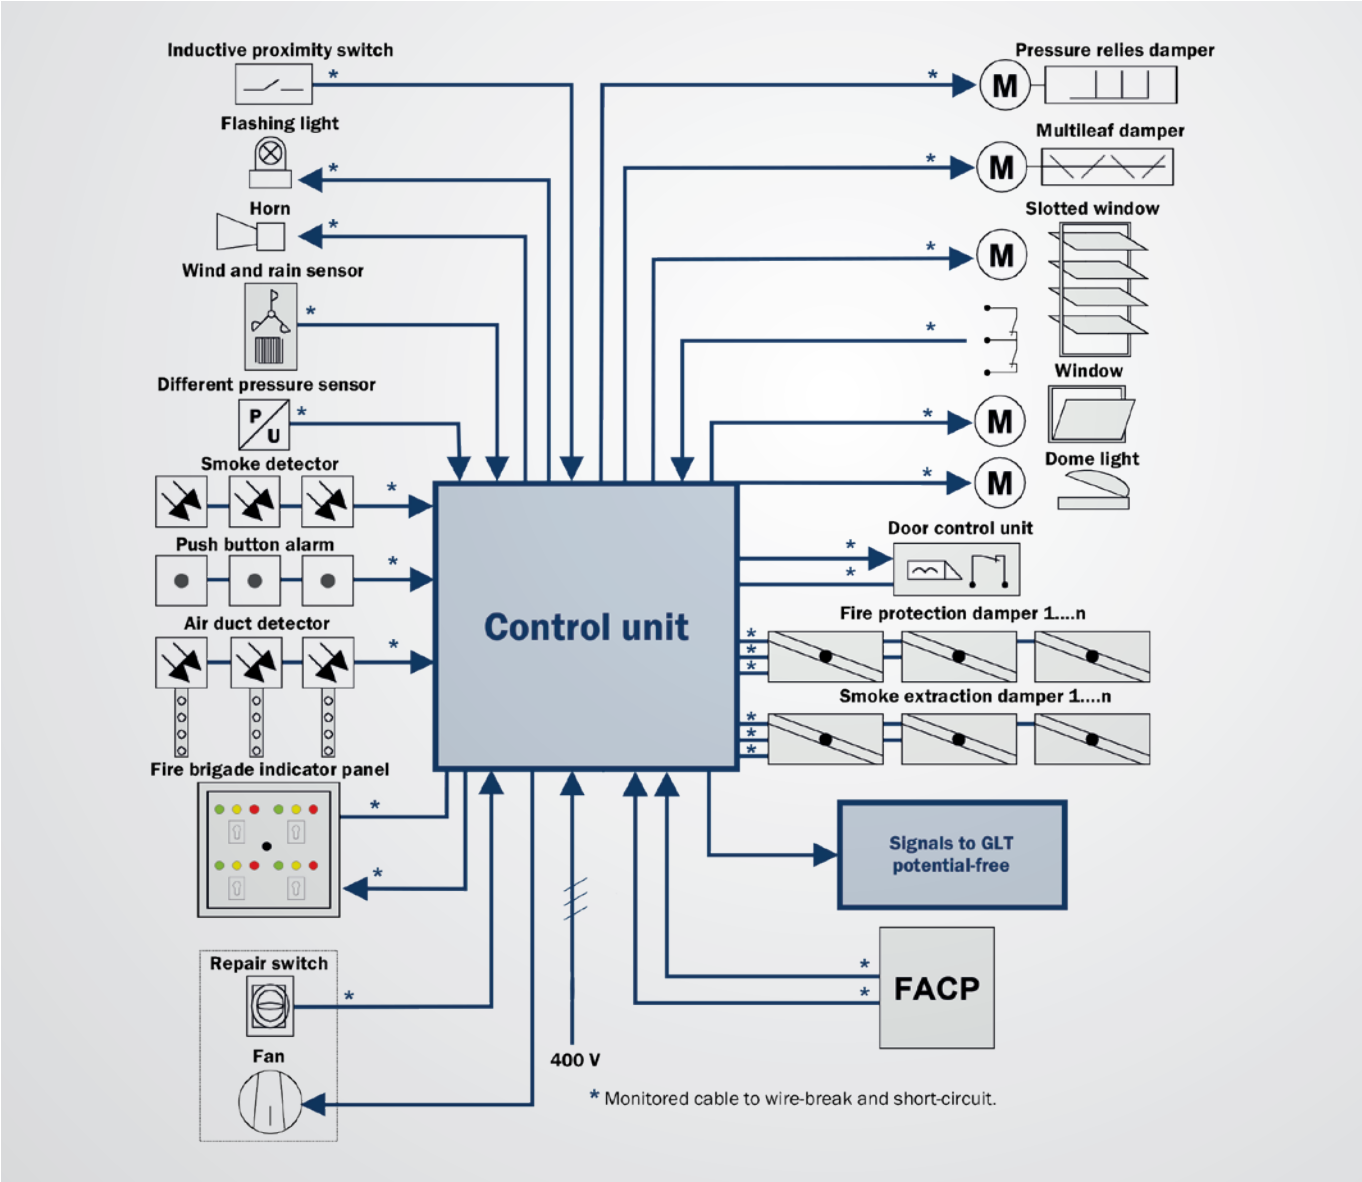 Inductive proximity switch
*
Flashing light
*
Horn
*
Wind and rain sensor
*
Different pressure sensor
P
U
*
Smoke detector
*
Push button alarm
*
Air duct detector
*
Fire brigade indicator panel
*
*
Repair switch
*
Fan
Control unit
400 V
Pressure relies damper
* M
Multileaf damper
* M
Slotted window
* M
*
Window
* M
Dome light
* M
Door control unit
*
*
Fire protection damper 1....n
*
*
*
Smoke extraction damper 1....n
*
*
*
Signals to GLT
potential-free
*
*
FACP
* Monitored cable to wire-break and short-circuit.